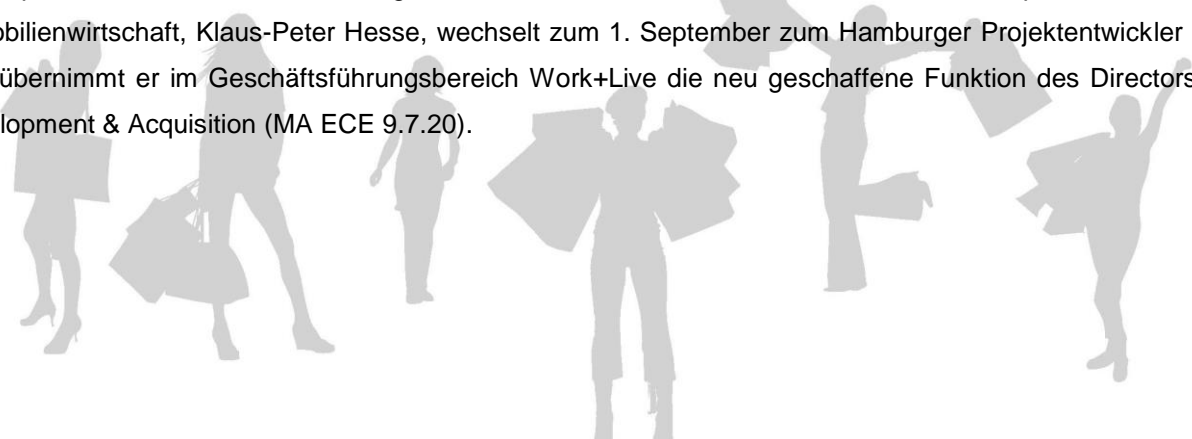 bilienwirtschaft, Klaus-Peter Hesse, wechselt zum 1. September zum Hamburger Projektentwickler
übernimmt er im Geschäftsführungsbereich Work+Live die neu geschaffene Funktion des Directors
lopment & Acquisition (MA ECE 9.7.20).